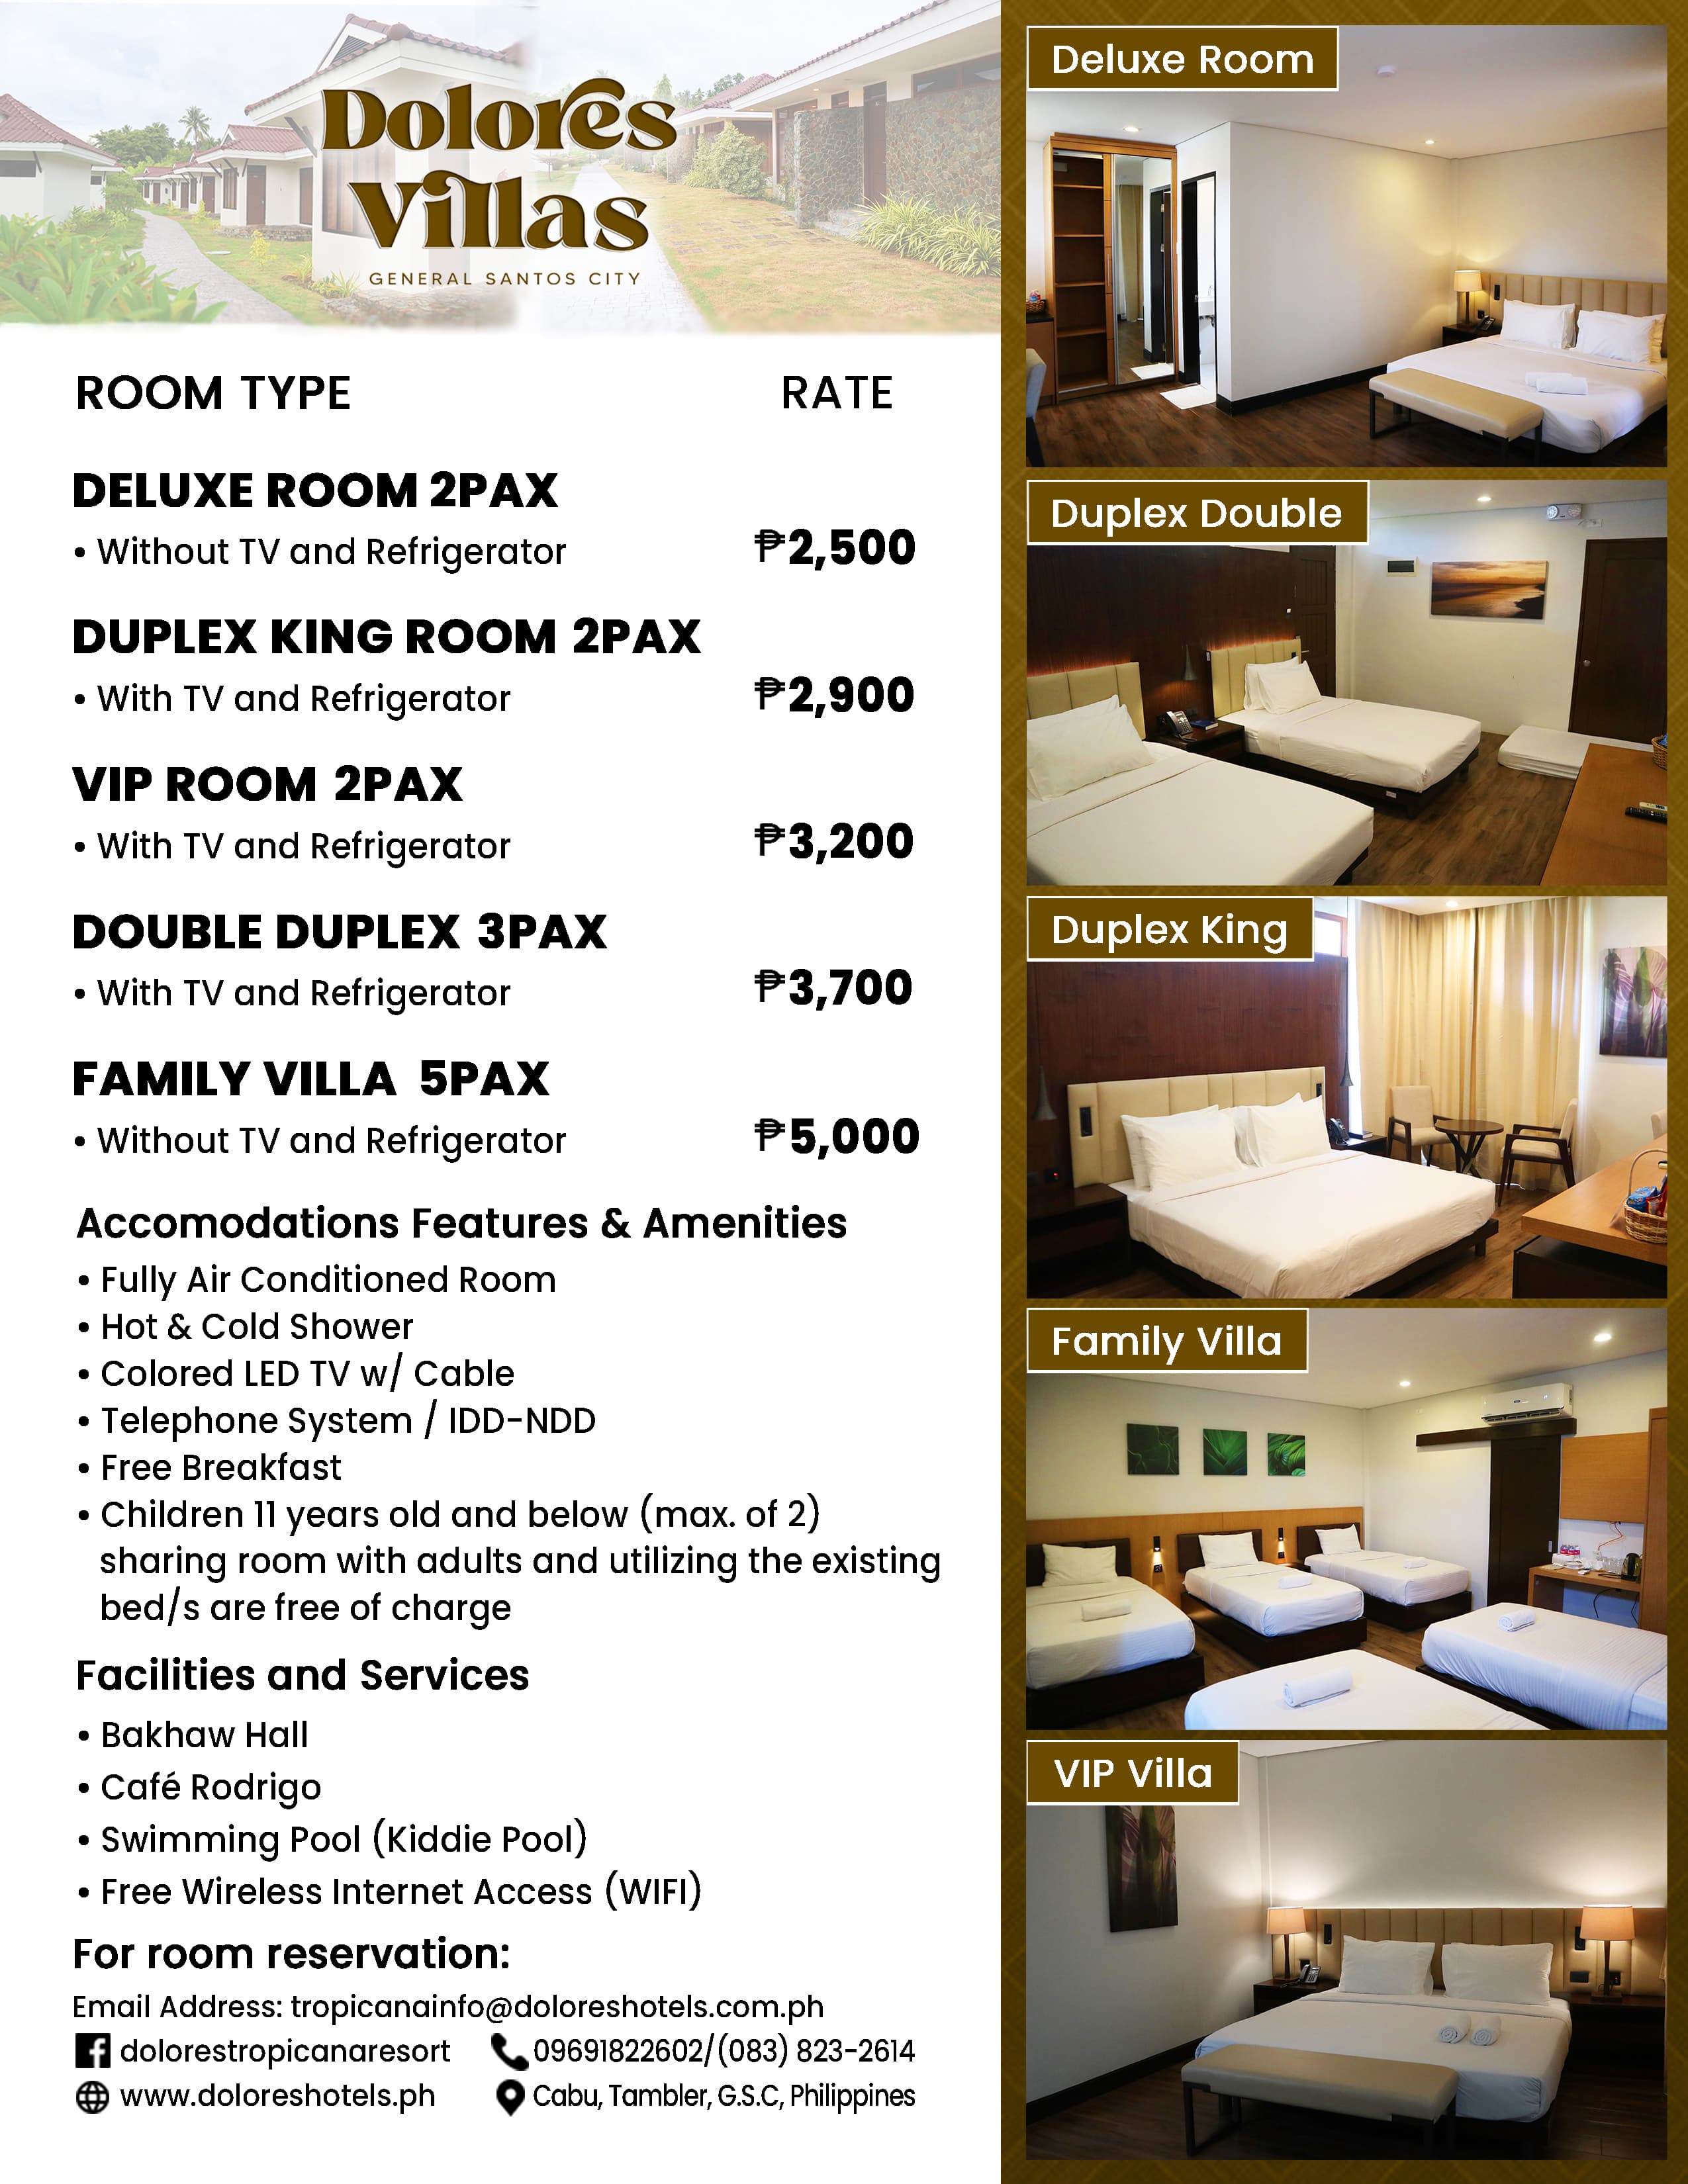 Dolores
Villas
GENERAL SANTOS CITY
ROOM TYPE RATE
DELUXE ROOM 2PAX
• Without TV and Refrigerator ₱2,500
DUPLEX KING ROOM 2PAX
• With TV and Refrigerator ₱2,900
VIP ROOM 2PAX
• With TV and Refrigerator ₱3,200
DOUBLE DUPLEX 3PAX
• With TV and Refrigerator ₱3,700
FAMILY VILLA 5PAX
• Without TV and Refrigerator ₱5,000
Accomodations Features & Amenities
• Fully Air Conditioned Room
• Hot & Cold Shower
• Colored LED TV w/ Cable
• Telephone System / IDD-NDD
• Free Breakfast
• Children 11 years old and below (max. of 2)
sharing room with adults and utilizing the existing
bed/s are free of charge
Facilities and Services
• Bakhaw Hall
• Café Rodrigo
• Swimming Pool (Kiddie Pool)
• Free Wireless Internet Access (WIFI)
For room reservation:
Email Address: tropicanainfo@doloreshotels.com.ph
dolorestropicanaresort 09691822602/(083) 823-2614
www.doloreshotels.ph Cabu, Tambler, G.S.C, Philippines
Deluxe Room
Duplex Double
Duplex King
Family Villa
VIP Villa